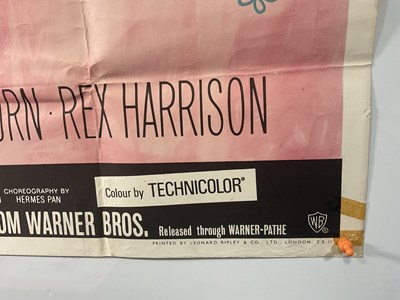 URN · REX HARRISON
CHOREOGRAPHY BY
HERMES PAN
Colour by TECHNICOLOR®
OM WARNER BROS. Released through WARNER-PATHE
WB
PRINTED BY LEONARD RIPLEY & CO., LTD., LONDON, S.E.11